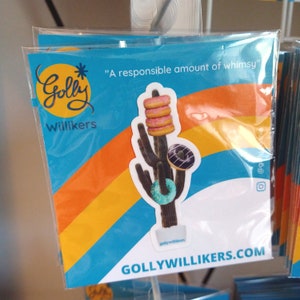 Golly
Willikers
"A responsible amount of whimsy"
GOLLYWILLIKERS.COM